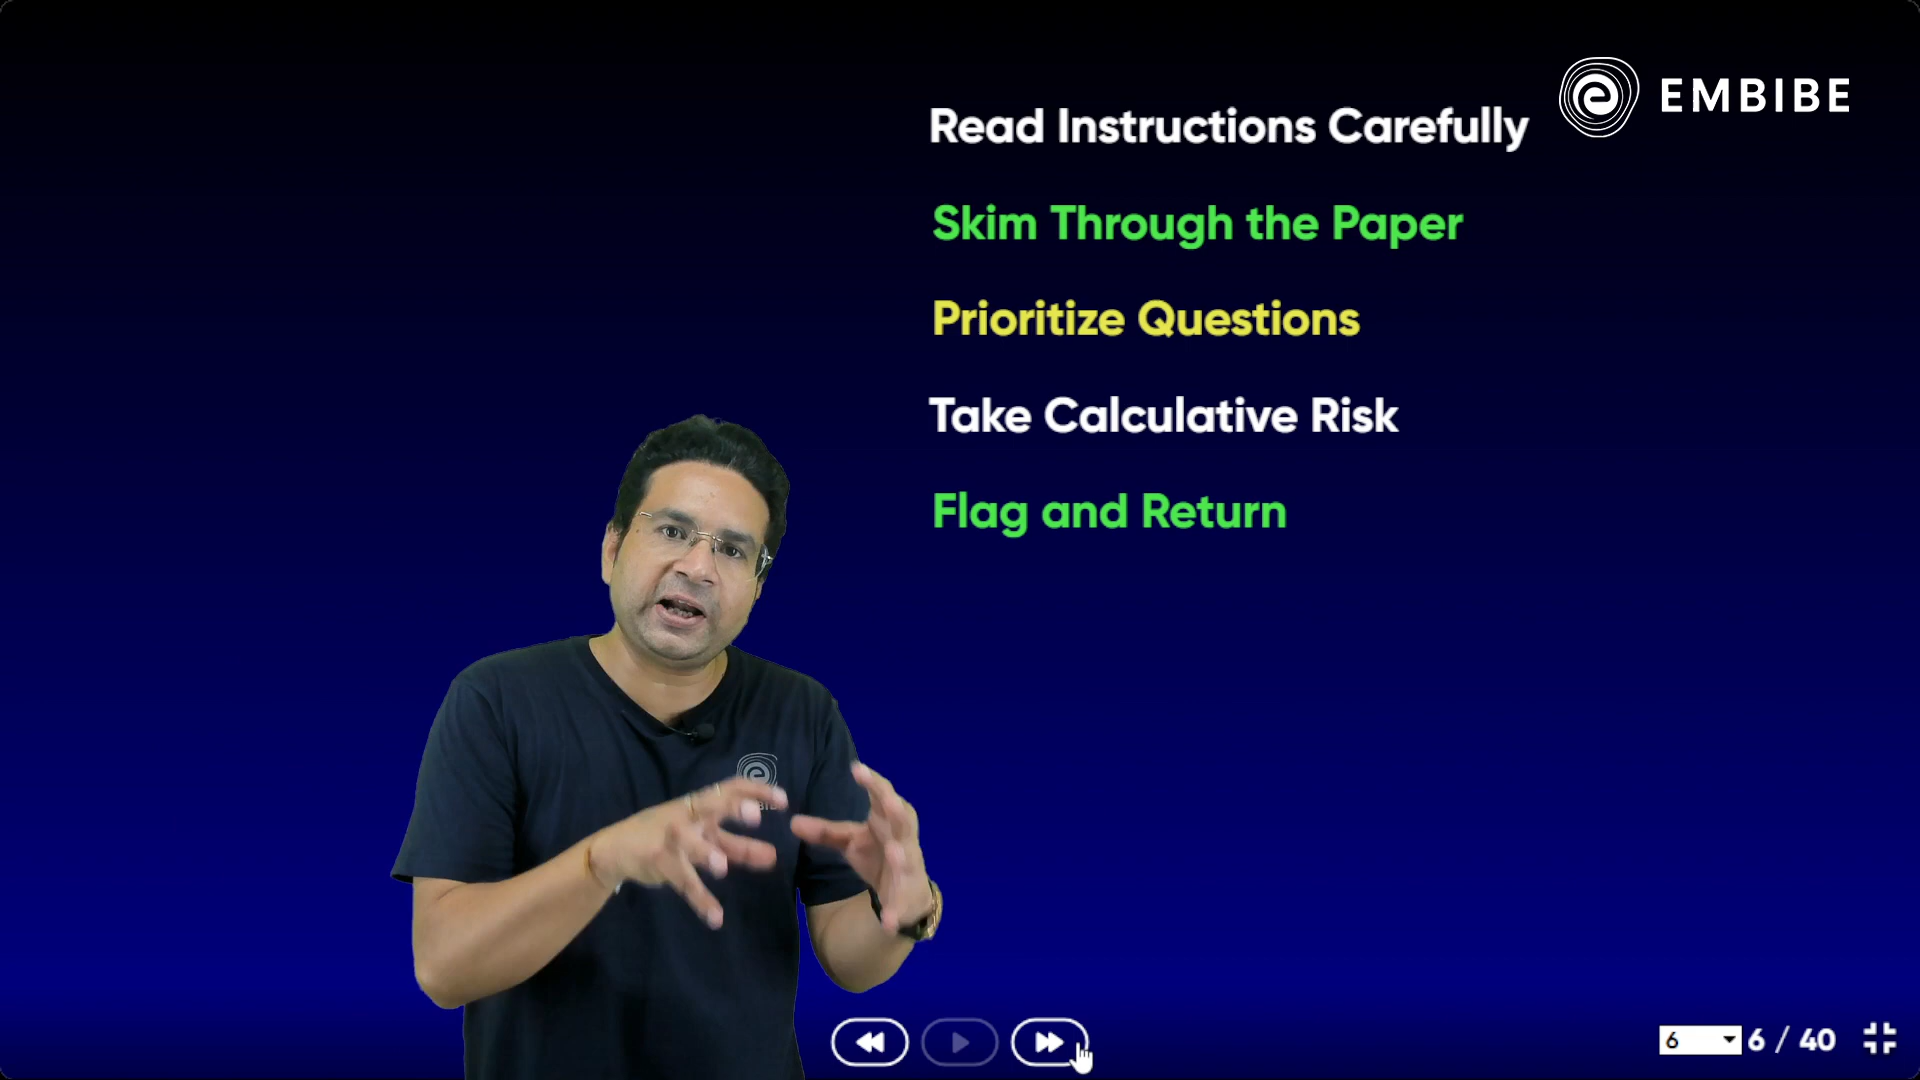 EMBIBE
Read Instructions Carefully
Skim Through the Paper
Prioritize Questions
Take Calculative Risk
Flag and Return
6 6 / 40